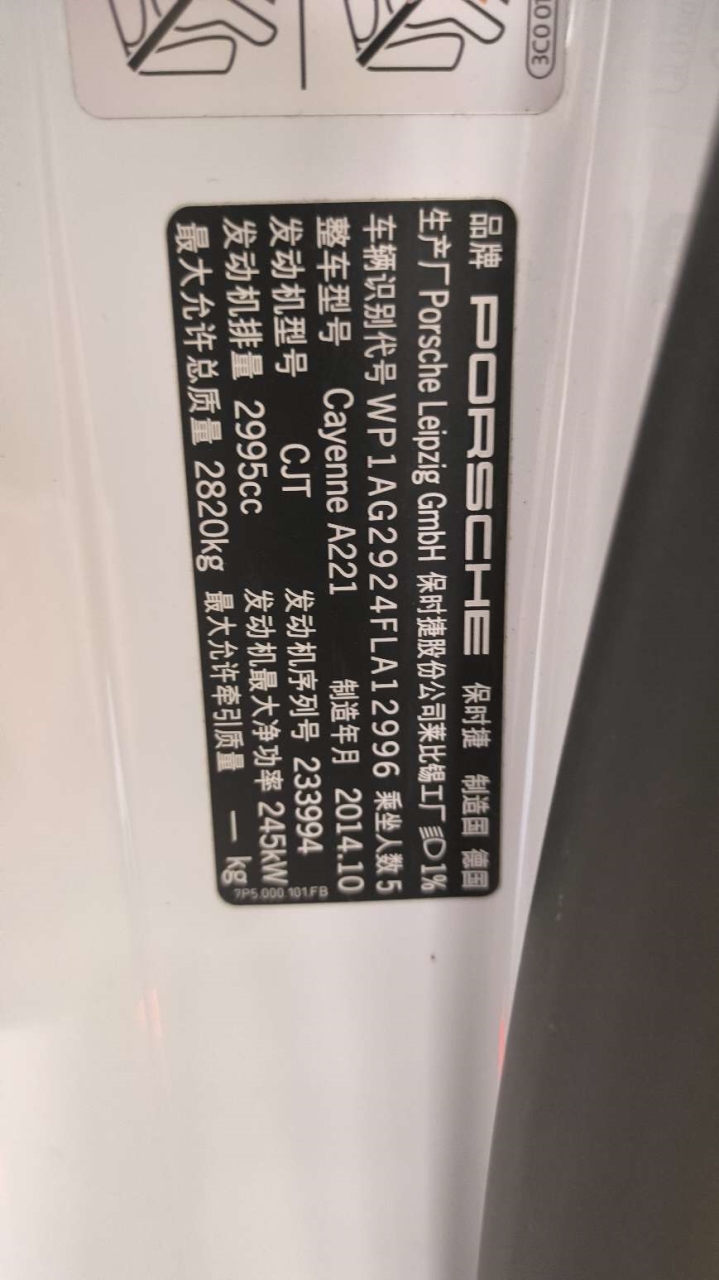 3C0 01
品牌 PORSCHE 保时捷 制造国 德国
生产厂 Porsche Leipzig GmbH 保时捷股份公司莱比锡工厂 1%
车辆识别代号 WP1AG2924FLA12996 乘坐人数 5
整车型号 Cayenne A221 制造年月 2014.10
发动机型号 CJT 发动机序列号 233994
发动机排量 2995cc 发动机最大净功率 245kW
最大允许总质量 2820kg 最大允许牵引质量 — kg
7P5.000 101.FB